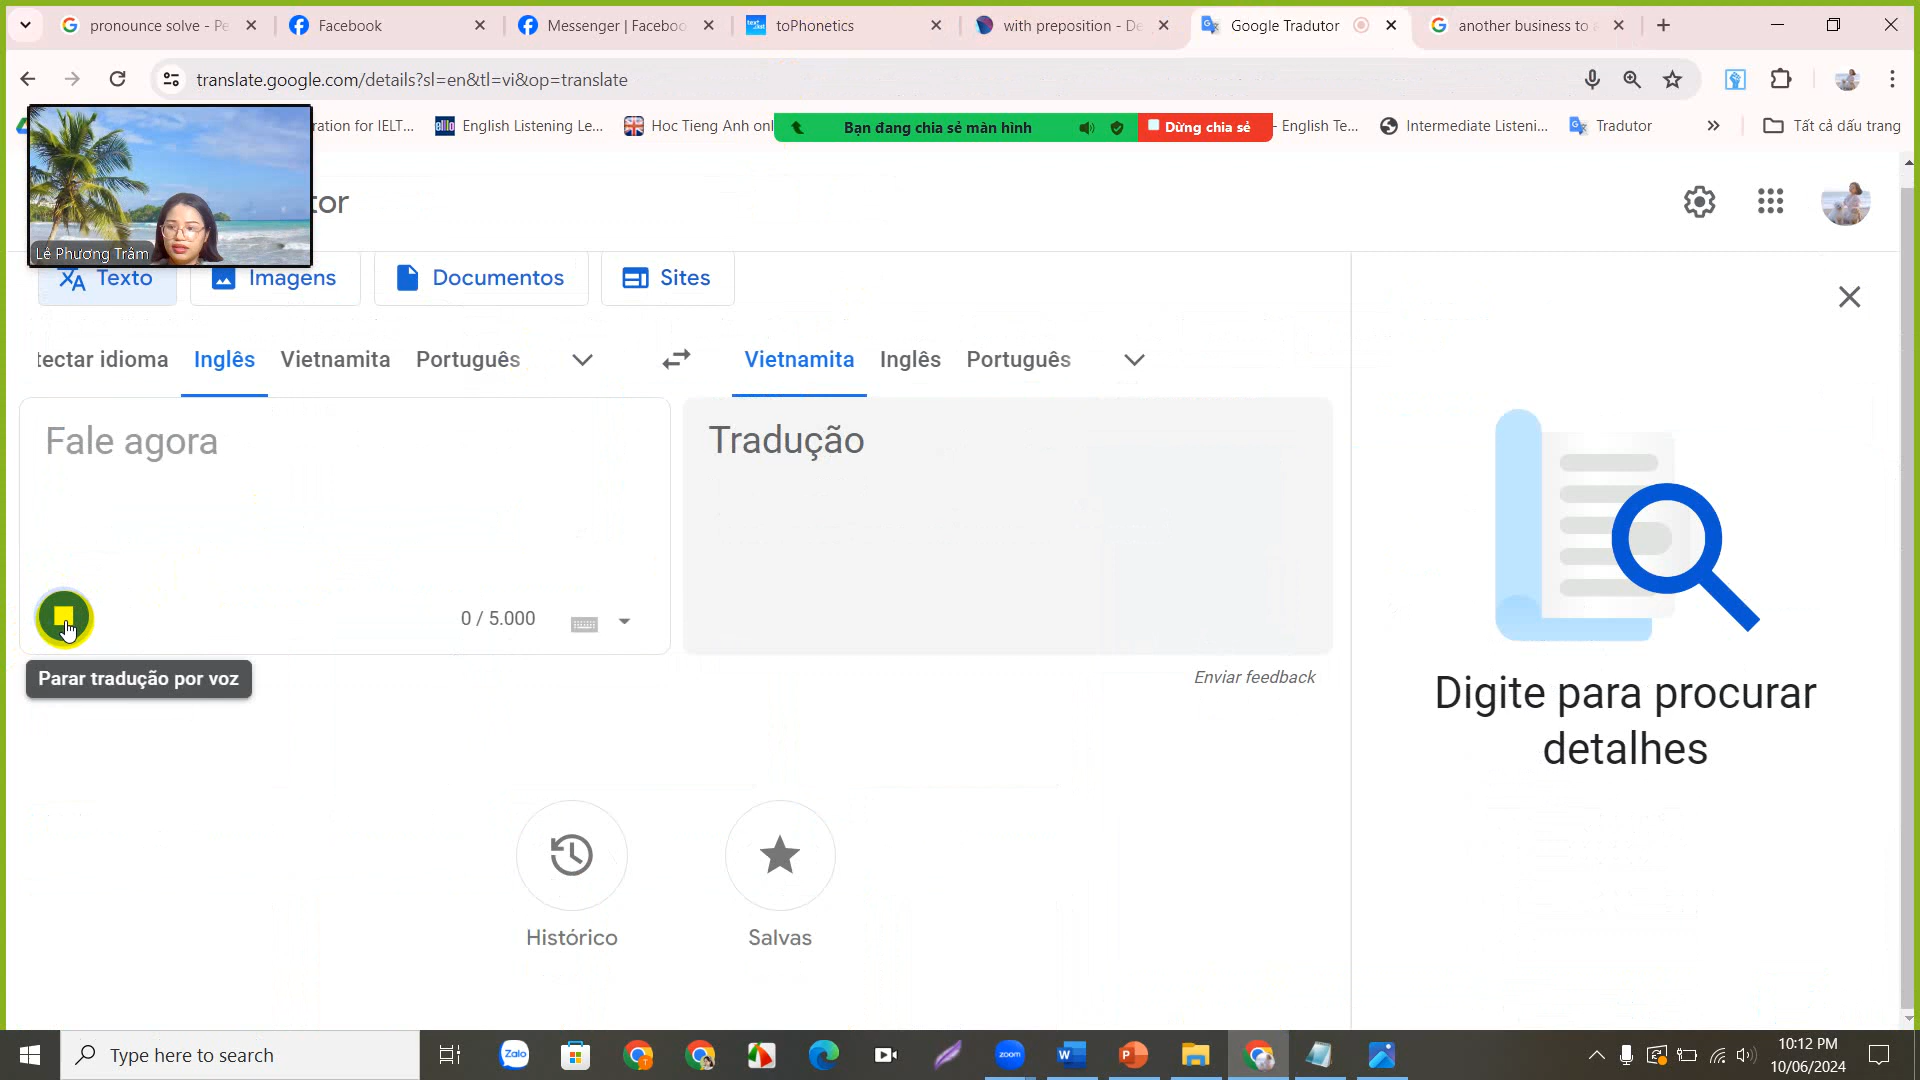 pronounce solve - Pe
Facebook
Messenger | Faceboo
toPhonetics
with preposition - De
Google Tradutor
another business to a
translate.google.com/details?sl=en&tl=vi&op=translate
ration for IELT...
English Listening Le...
Hoc Tieng Anh onl
Bạn đang chia sẻ màn hình
Dừng chia sẻ
English Te...
Intermediate Listeni...
Tradutor
Tất cả dấu trang
tor
Lê Phương Trâm
Texto
Imagens
Documentos
Sites
tectar idioma
Inglês
Vietnamita
Português
Vietnamita
Inglês
Português
Fale agora
Tradução
0 / 5.000
Parar tradução por voz
Enviar feedback
Digite para procurar
detalhes
Histórico
Salvas
Type here to search
Zalo
zoom
10:12 PM
10/06/2024